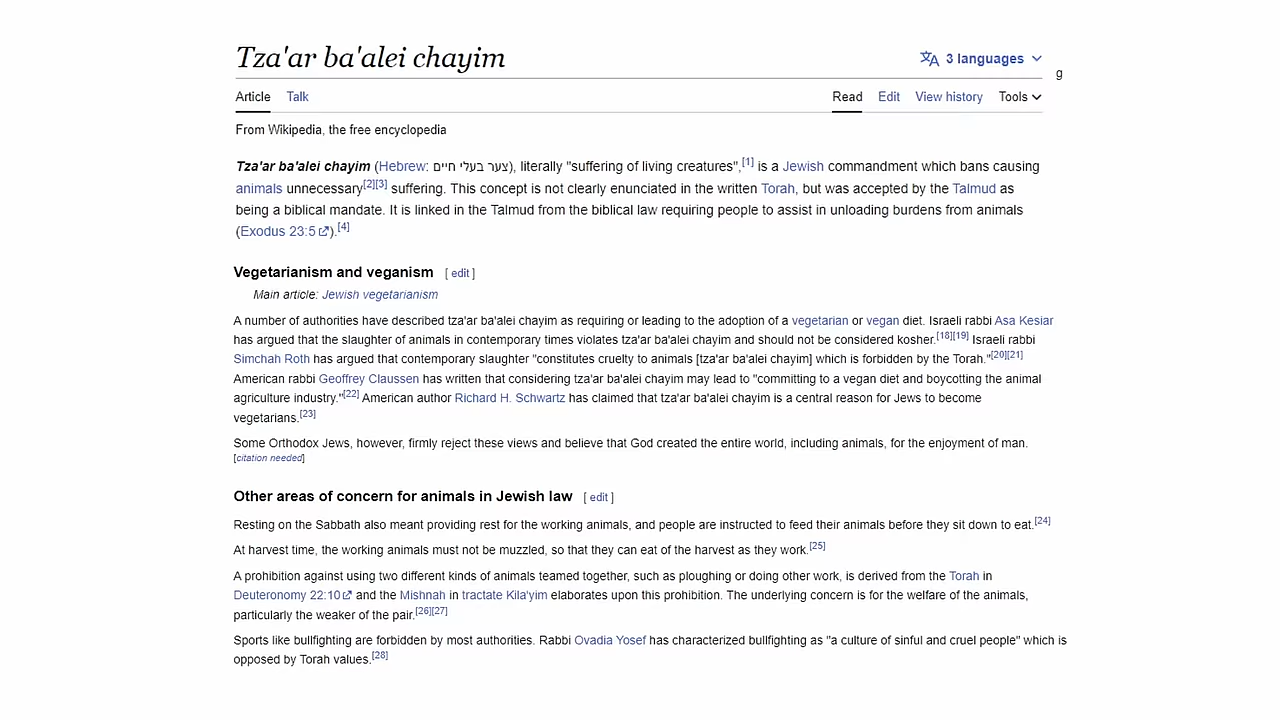 Tza'ar ba'alei chayim
3 languages
g
Article Talk
Read Edit View history Tools
From Wikipedia, the free encyclopedia
Tza'ar ba'alei chayim (Hebrew: צער בעלי חיים), literally "suffering of living creatures",[1] is a Jewish commandment which bans causing
animals unnecessary[2][3] suffering. This concept is not clearly enunciated in the written Torah, but was accepted by the Talmud as
being a biblical mandate. It is linked in the Talmud from the biblical law requiring people to assist in unloading burdens from animals
(Exodus 23:5).[4]
Vegetarianism and veganism [ edit ]
Main article: Jewish vegetarianism
A number of authorities have described tza'ar ba'alei chayim as requiring or leading to the adoption of a vegetarian or vegan diet. Israeli rabbi Asa Kesiar
has argued that the slaughter of animals in contemporary times violates tza'ar ba'alei chayim and should not be considered kosher.[18][19] Israeli rabbi
Simchah Roth has argued that contemporary slaughter "constitutes cruelty to animals [tza'ar ba'alei chayim] which is forbidden by the Torah."[20][21]
American rabbi Geoffrey Claussen has written that considering tza'ar ba'alei chayim may lead to "committing to a vegan diet and boycotting the animal
agriculture industry."[22] American author Richard H. Schwartz has claimed that tza'ar ba'alei chayim is a central reason for Jews to become
vegetarians.[23]
Some Orthodox Jews, however, firmly reject these views and believe that God created the entire world, including animals, for the enjoyment of man.
[citation needed]
Other areas of concern for animals in Jewish law [ edit ]
Resting on the Sabbath also meant providing rest for the working animals, and people are instructed to feed their animals before they sit down to eat.[24]
At harvest time, the working animals must not be muzzled, so that they can eat of the harvest as they work.[25]
A prohibition against using two different kinds of animals teamed together, such as ploughing or doing other work, is derived from the Torah in
Deuteronomy 22:10 and the Mishnah in tractate Kila'yim elaborates upon this prohibition. The underlying concern is for the welfare of the animals,
particularly the weaker of the pair.[26][27]
Sports like bullfighting are forbidden by most authorities. Rabbi Ovadia Yosef has characterized bullfighting as "a culture of sinful and cruel people" which is
opposed by Torah values.[28]